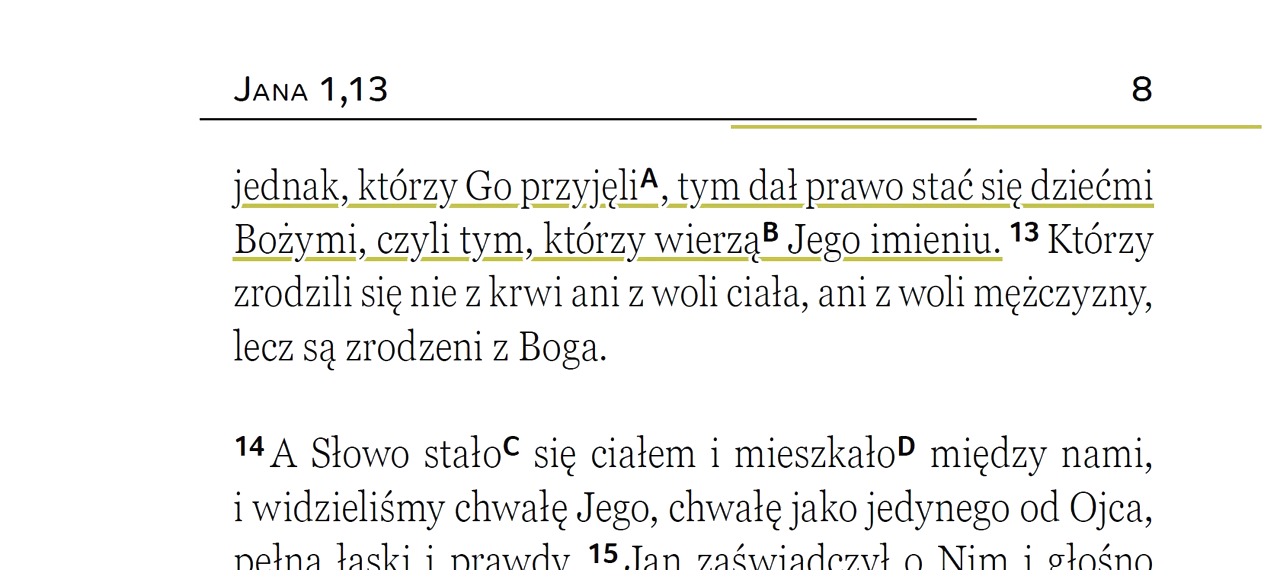 Jana 1,13 8
jednak, którzy Go przyjęliA, tym dał prawo stać się dziećmi
Bożymi, czyli tym, którzy wierząB Jego imieniu. 13 Którzy
zrodzili się nie z krwi ani z woli ciała, ani z woli mężczyzny,
lecz są zrodzeni z Boga.
14 A Słowo stałoC się ciałem i mieszkałoD między nami,
i widzieliśmy chwałę Jego, chwałę jako jedynego od Ojca,
pełną łaski i prawdy. 15 Jan zaświadczył o Nim i głośno